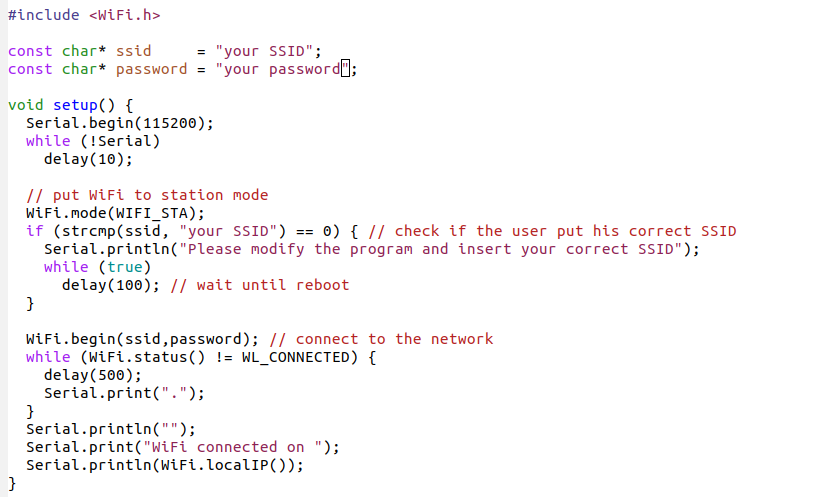 #include <WiFi.h>

const char* ssid     = "your SSID";
const char* password = "your password";

void setup() {
  Serial.begin(115200);
  while (!Serial)
    delay(10);

  // put WiFi to station mode
  WiFi.mode(WIFI_STA);
  if (strcmp(ssid, "your SSID") == 0) { // check if the user put his correct SSID
    Serial.println("Please modify the program and insert your correct SSID");
    while (true)
      delay(100); // wait until reboot
  }

  WiFi.begin(ssid,password); // connect to the network
  while (WiFi.status() != WL_CONNECTED) {
    delay(500);
    Serial.print(".");
  }
  Serial.println("");
  Serial.print("WiFi connected on ");
  Serial.println(WiFi.localIP());
}